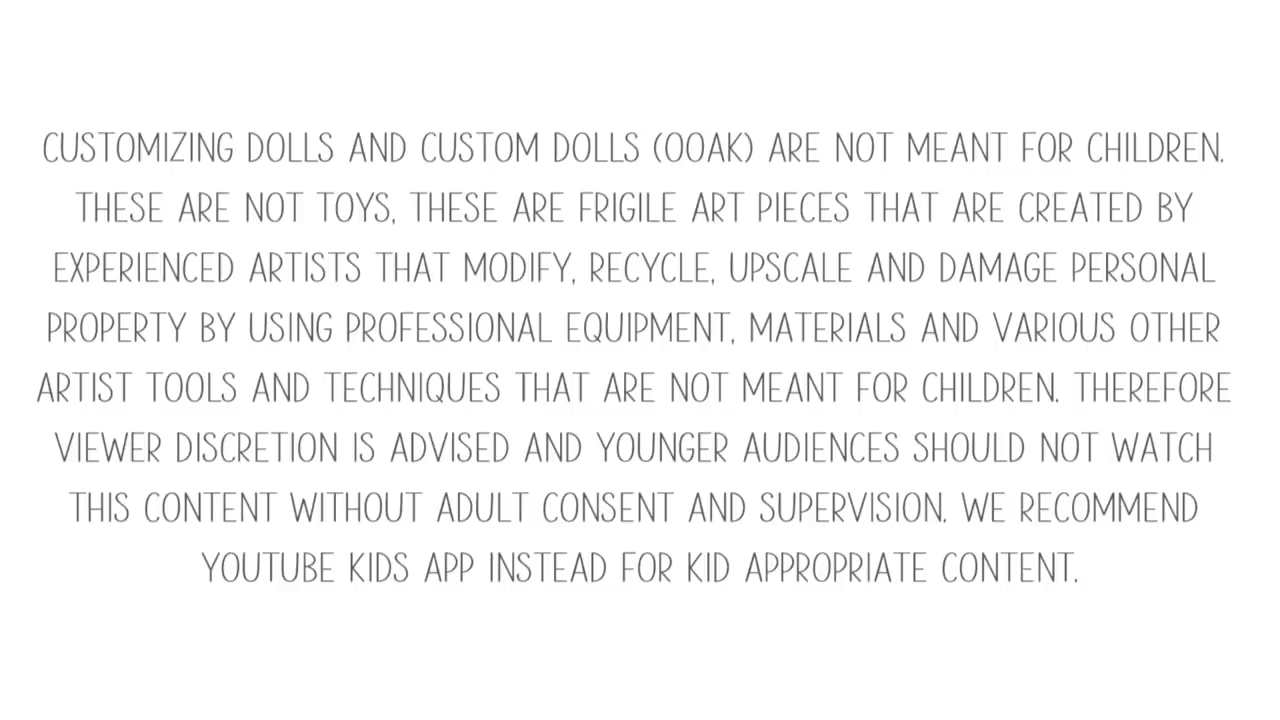 CUSTOMIZING DOLLS AND CUSTOM DOLLS (OOAK) ARE NOT MEANT FOR CHILDREN.
THESE ARE NOT TOYS, THESE ARE FRIGILE ART PIECES THAT ARE CREATED BY
EXPERIENCED ARTISTS THAT MODIFY, RECYCLE, UPSCALE AND DAMAGE PERSONAL
PROPERTY BY USING PROFESSIONAL EQUIPMENT, MATERIALS AND VARIOUS OTHER
ARTIST TOOLS AND TECHNIQUES THAT ARE NOT MEANT FOR CHILDREN. THEREFORE
VIEWER DISCRETION IS ADVISED AND YOUNGER AUDIENCES SHOULD NOT WATCH
THIS CONTENT WITHOUT ADULT CONSENT AND SUPERVISION. WE RECOMMEND
YOUTUBE KIDS APP INSTEAD FOR KID APPROPRIATE CONTENT.